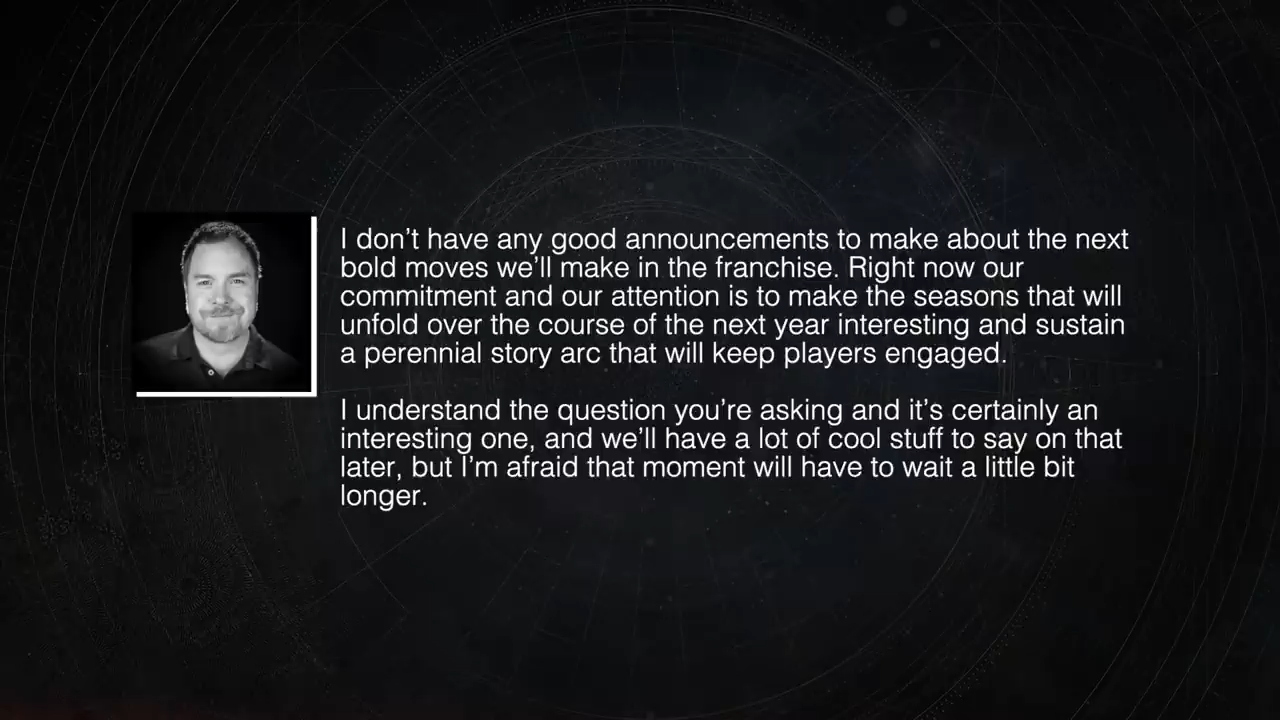 I don’t have any good announcements to make about the next
bold moves we’ll make in the franchise. Right now our
commitment and our attention is to make the seasons that will
unfold over the course of the next year interesting and sustain
a perennial story arc that will keep players engaged.
I understand the question you’re asking and it’s certainly an
interesting one, and we’ll have a lot of cool stuff to say on that
later, but I’m afraid that moment will have to wait a little bit
longer.